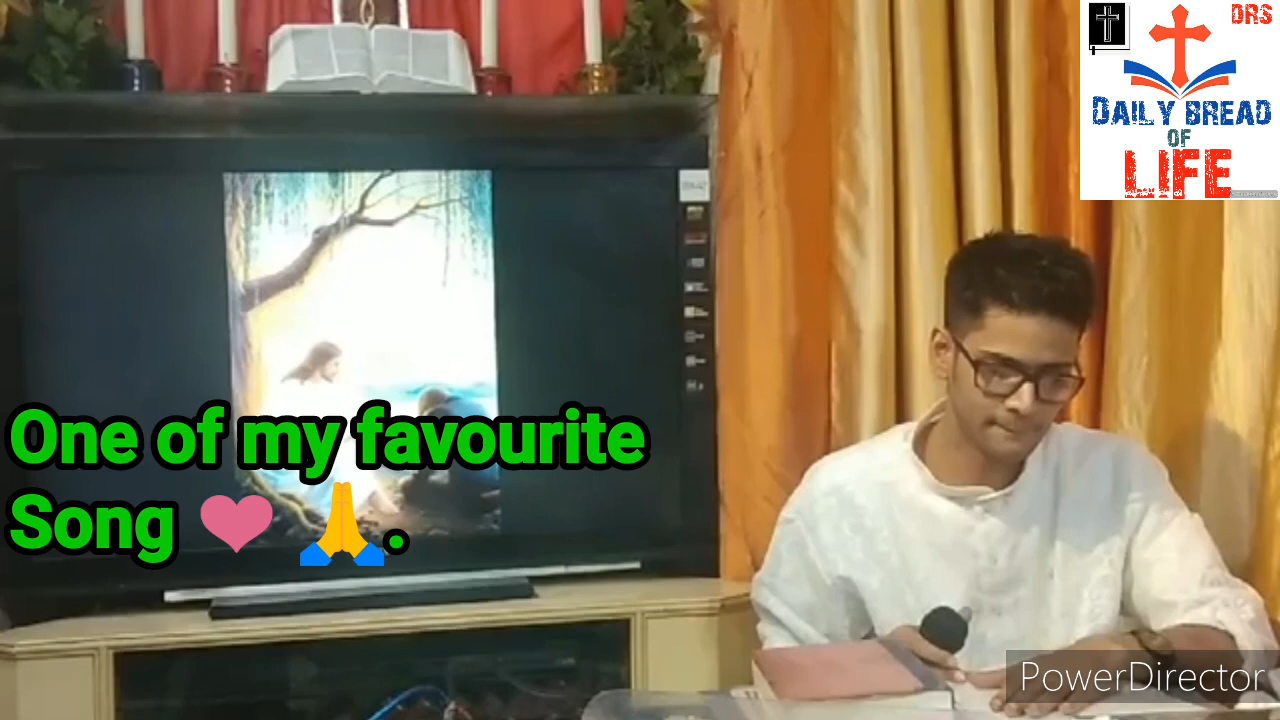 DRS
DAILY BREAD
OF
LIFE
One of my favourite
Song ❤ 🙏.
PowerDirector